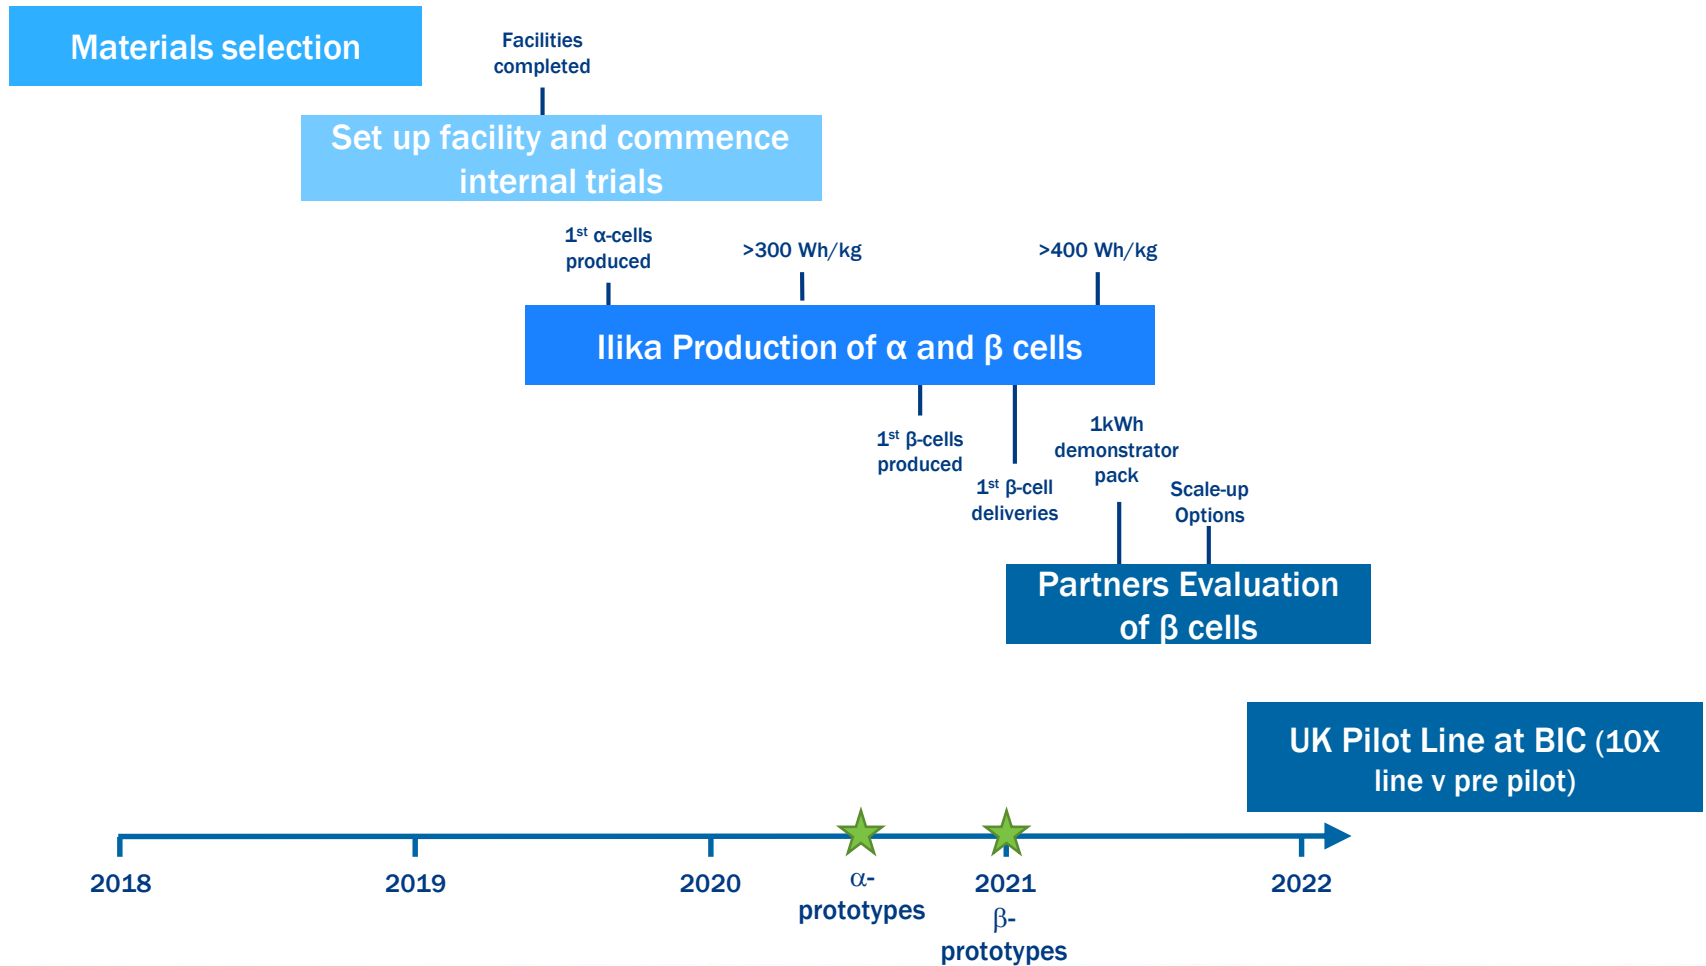 Materials selection
Facilities
completed
Set up facility and commence
internal trials
1st α-cells
produced
>300 Wh/kg
>400 Wh/kg
Ilika Production of α and β cells
1st β-cells
produced
1st β-cell
deliveries
1kWh
demonstrator
pack
Scale-up
Options
Partners Evaluation
of β cells
UK Pilot Line at BIC (10X
line v pre pilot)
2018
2019
2020
α-
prototypes
2021
β-
prototypes
2022